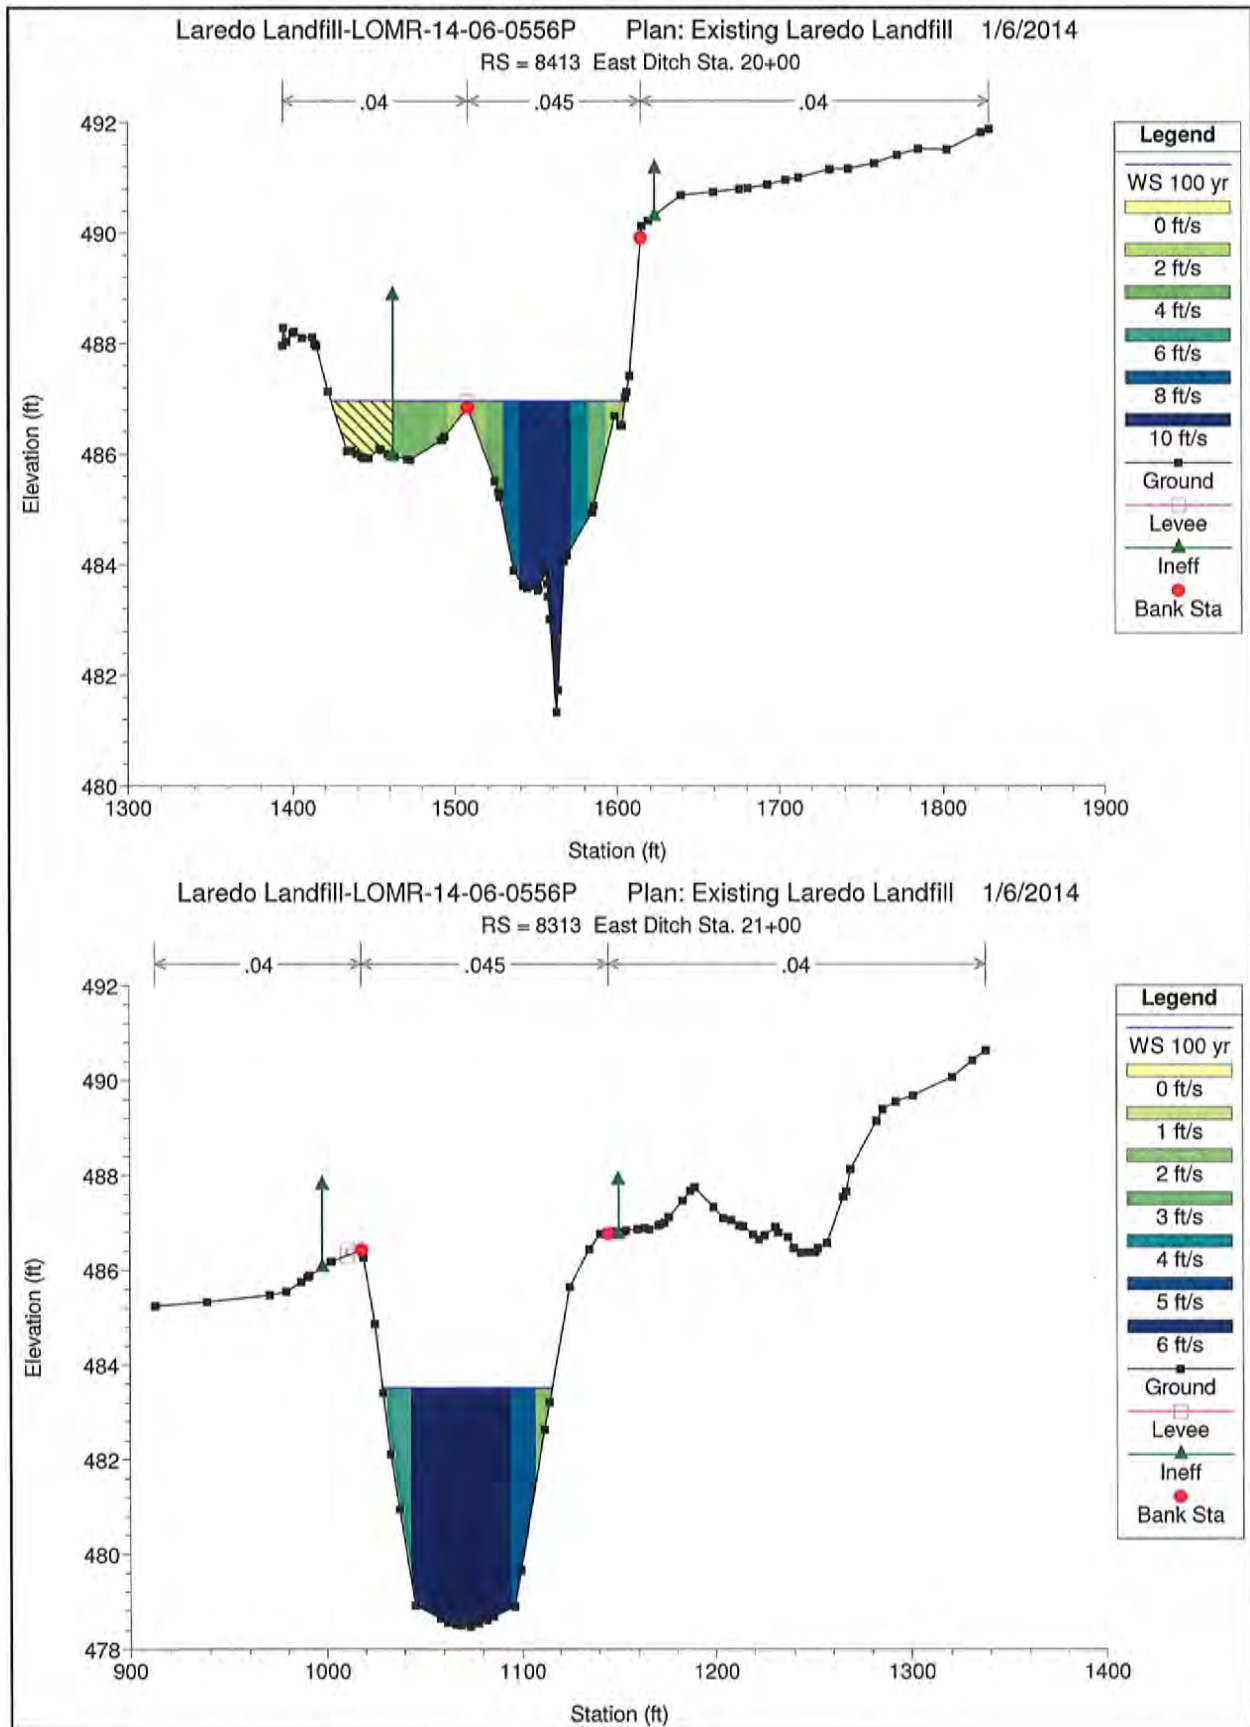 Laredo Landfill-LOMR-14-06-0556P Plan: Existing Laredo Landfill 1/6/2014
RS = 8413 East Ditch Sta. 20+00
.04 .045 .04
Elevation (ft)
492
490
488
486
484
482
480
1300 1400 1500 1600 1700 1800 1900
Station (ft)
Legend
WS 100 yr
0 ft/s
2 ft/s
4 ft/s
6 ft/s
8 ft/s
10 ft/s
Ground
Levee
Ineff
Bank Sta
Laredo Landfill-LOMR-14-06-0556P Plan: Existing Laredo Landfill 1/6/2014
RS = 8313 East Ditch Sta. 21+00
.04 .045 .04
Elevation (ft)
492
490
488
486
484
482
480
478
900 1000 1100 1200 1300 1400
Station (ft)
Legend
WS 100 yr
0 ft/s
1 ft/s
2 ft/s
3 ft/s
4 ft/s
5 ft/s
6 ft/s
Ground
Levee
Ineff
Bank Sta